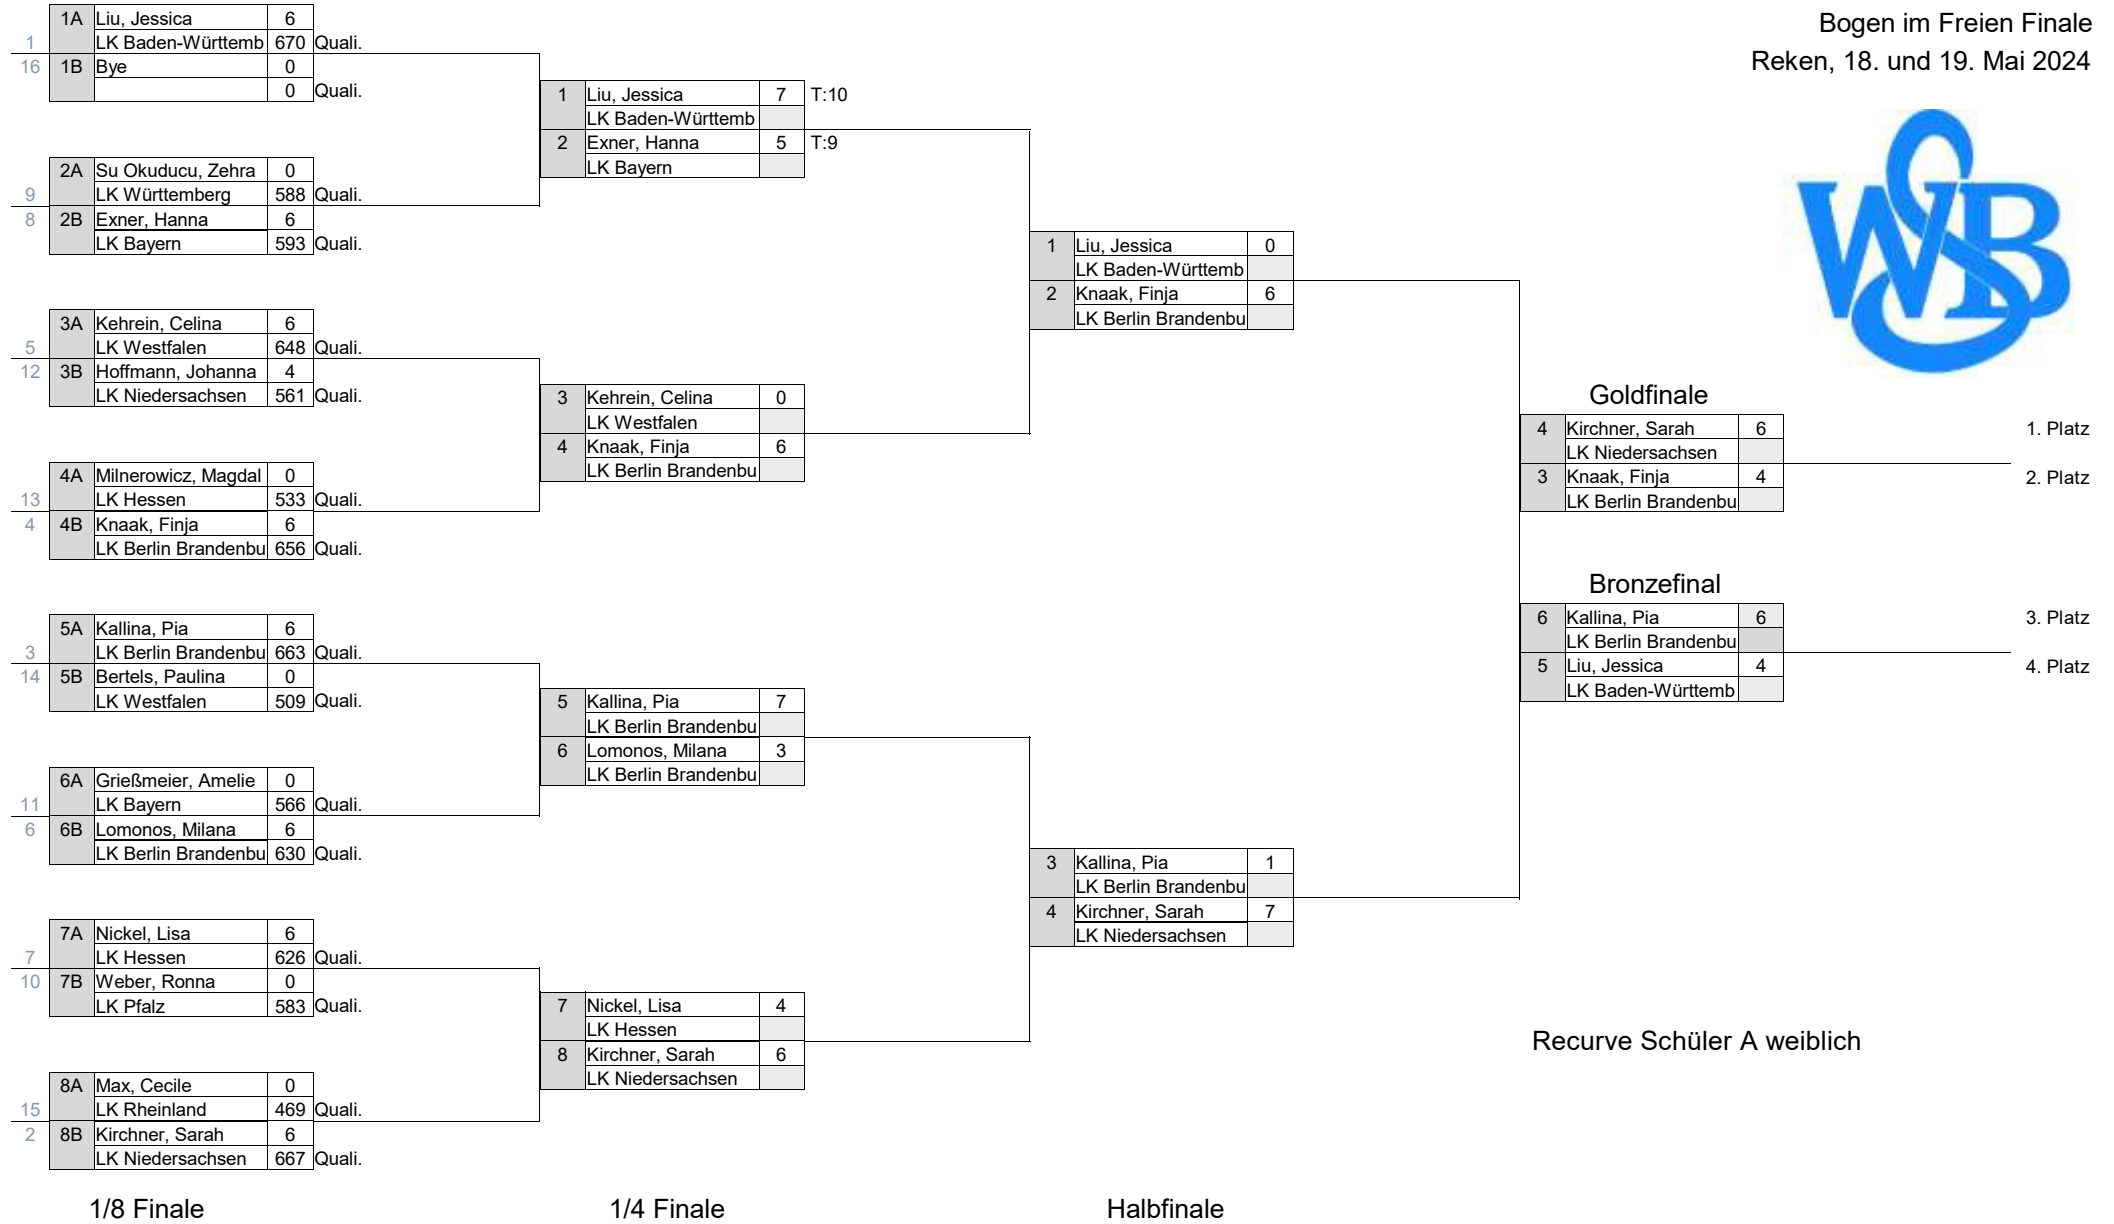 Bogen im Freien Finale
Reken, 18. und 19. Mai 2024
WSB
1A Liu, Jessica 6
1 LK Baden-Württemb 670 Quali.
16 1B Bye 0
0 Quali.
2A Su Okuducu, Zehra 0
9 LK Württemberg 588 Quali.
8 2B Exner, Hanna 6
LK Bayern 593 Quali.
3A Kehrein, Celina 6
5 LK Westfalen 648 Quali.
12 3B Hoffmann, Johanna 4
LK Niedersachsen 561 Quali.
4A Milnerowicz, Magdal 0
13 LK Hessen 533 Quali.
4 4B Knaak, Finja 6
LK Berlin Brandenbu 656 Quali.
5A Kallina, Pia 6
3 LK Berlin Brandenbu 663 Quali.
14 5B Bertels, Paulina 0
LK Westfalen 509 Quali.
6A Grießmeier, Amelie 0
11 LK Bayern 566 Quali.
6 6B Lomonos, Milana 6
LK Berlin Brandenbu 630 Quali.
7A Nickel, Lisa 6
7 LK Hessen 626 Quali.
10 7B Weber, Ronna 0
LK Pfalz 583 Quali.
8A Max, Cecile 0
15 LK Rheinland 469 Quali.
2 8B Kirchner, Sarah 6
LK Niedersachsen 667 Quali.
1/8 Finale
1 Liu, Jessica 7 T:10
LK Baden-Württemb
2 Exner, Hanna 5 T:9
LK Bayern
3 Kehrein, Celina 0
LK Westfalen
4 Knaak, Finja 6
LK Berlin Brandenbu
5 Kallina, Pia 7
LK Berlin Brandenbu
6 Lomonos, Milana 3
LK Berlin Brandenbu
7 Nickel, Lisa 4
LK Hessen
8 Kirchner, Sarah 6
LK Niedersachsen
1/4 Finale
1 Liu, Jessica 0
LK Baden-Württemb
2 Knaak, Finja 6
LK Berlin Brandenbu
3 Kallina, Pia 1
LK Berlin Brandenbu
4 Kirchner, Sarah 7
LK Niedersachsen
Halbfinale
Goldfinale
4 Kirchner, Sarah 6 1. Platz
LK Niedersachsen
3 Knaak, Finja 4 2. Platz
LK Berlin Brandenbu
Bronzefinal
6 Kallina, Pia 6 3. Platz
LK Berlin Brandenbu
5 Liu, Jessica 4 4. Platz
LK Baden-Württemb
Recurve Schüler A weiblich